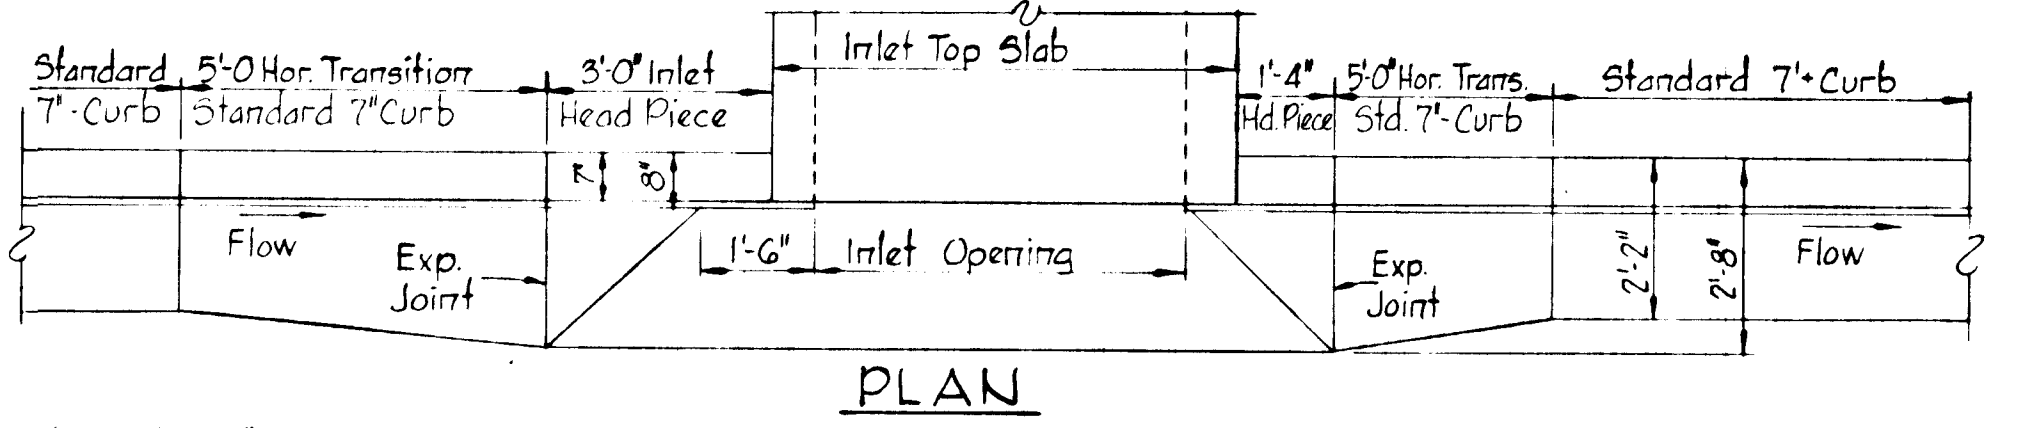 Standard
7"-Curb
5'-0 Hor. Transition
Standard 7" Curb
3'-0" Inlet
Head Piece
Inlet Top Slab
1'-4"
Hd. Piece
5'-0" Hor. Trans.
Std. 7"-Curb
Standard 7"+Curb
7"
8"
Flow
Exp.
Joint
1'-6"
Inlet Opening
Exp.
Joint
2'-2"
2'-8"
Flow
PLAN